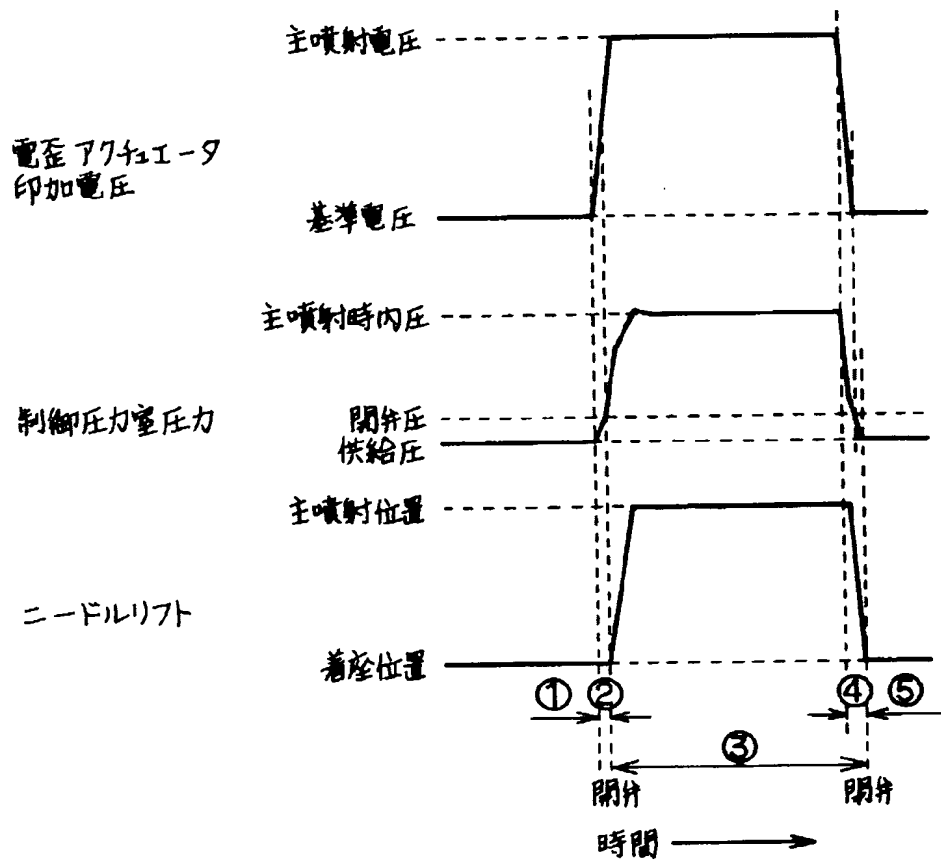 主噴射電圧
電歪アクチュエータ
印加電圧
基準電圧
主噴射時内圧
制御圧力室圧力
開弁圧
供給圧
主噴射位置
ニードルリフト
着座位置
① ② ④ ⑤
③
開弁 閉弁
時間